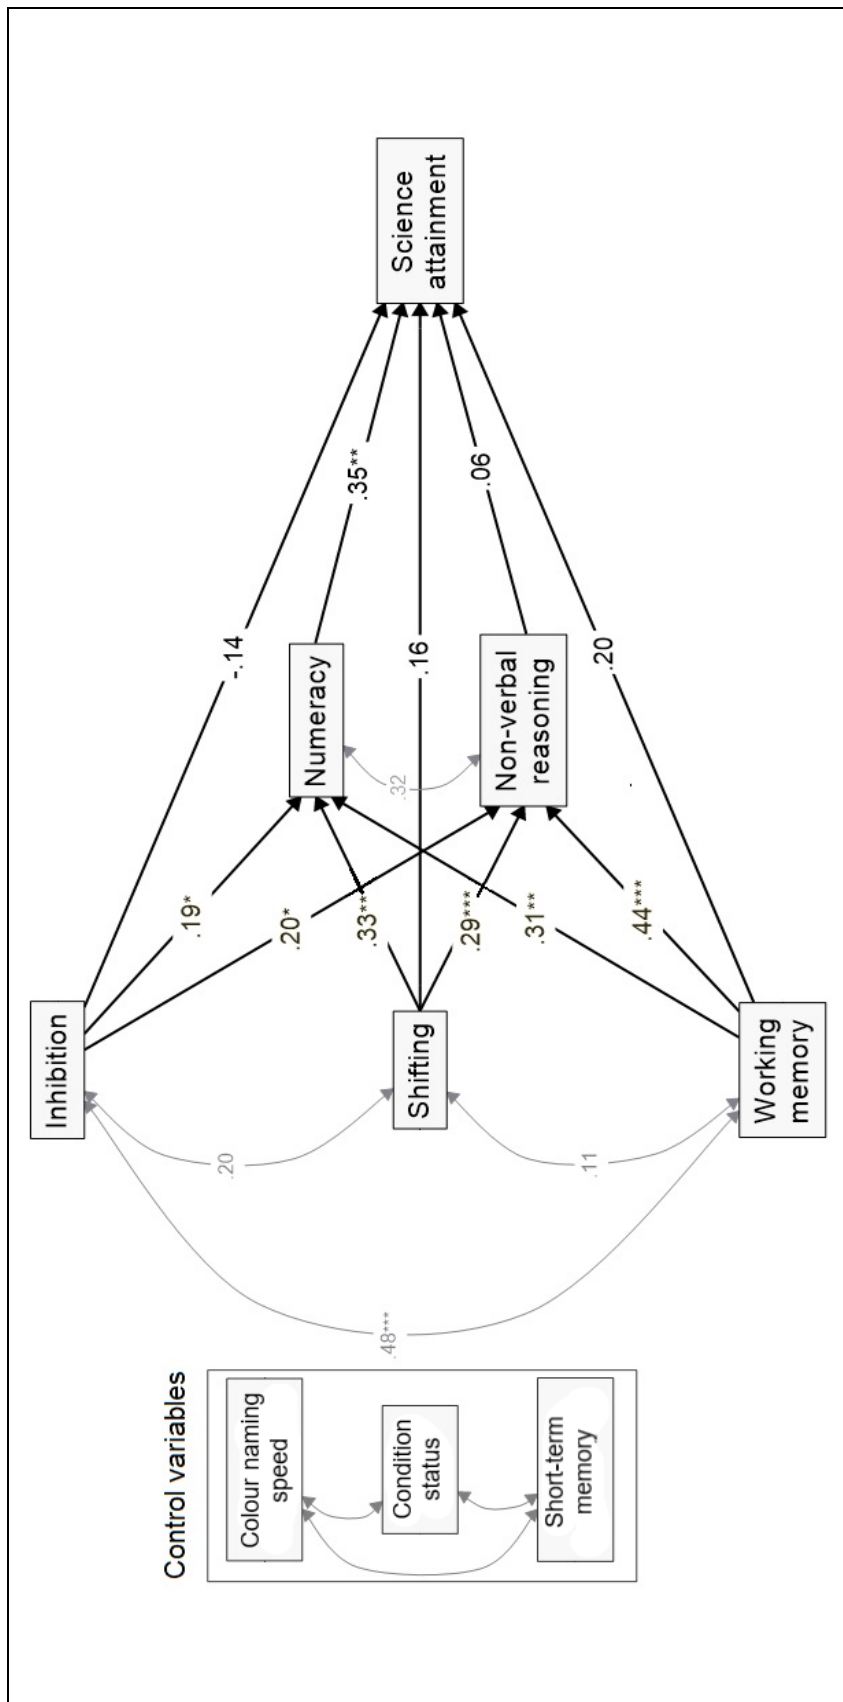 Control variables
Colour naming
speed
Condition
status
Short-term
memory
.48***
.20
.11
Inhibition
Shifting
Working
memory
.19*
.20*
.33**
.29***
.31**
.44***
.32
Numeracy
Non-verbal
reasoning
-.14
.35**
.16
.06
.20
Science
attainment